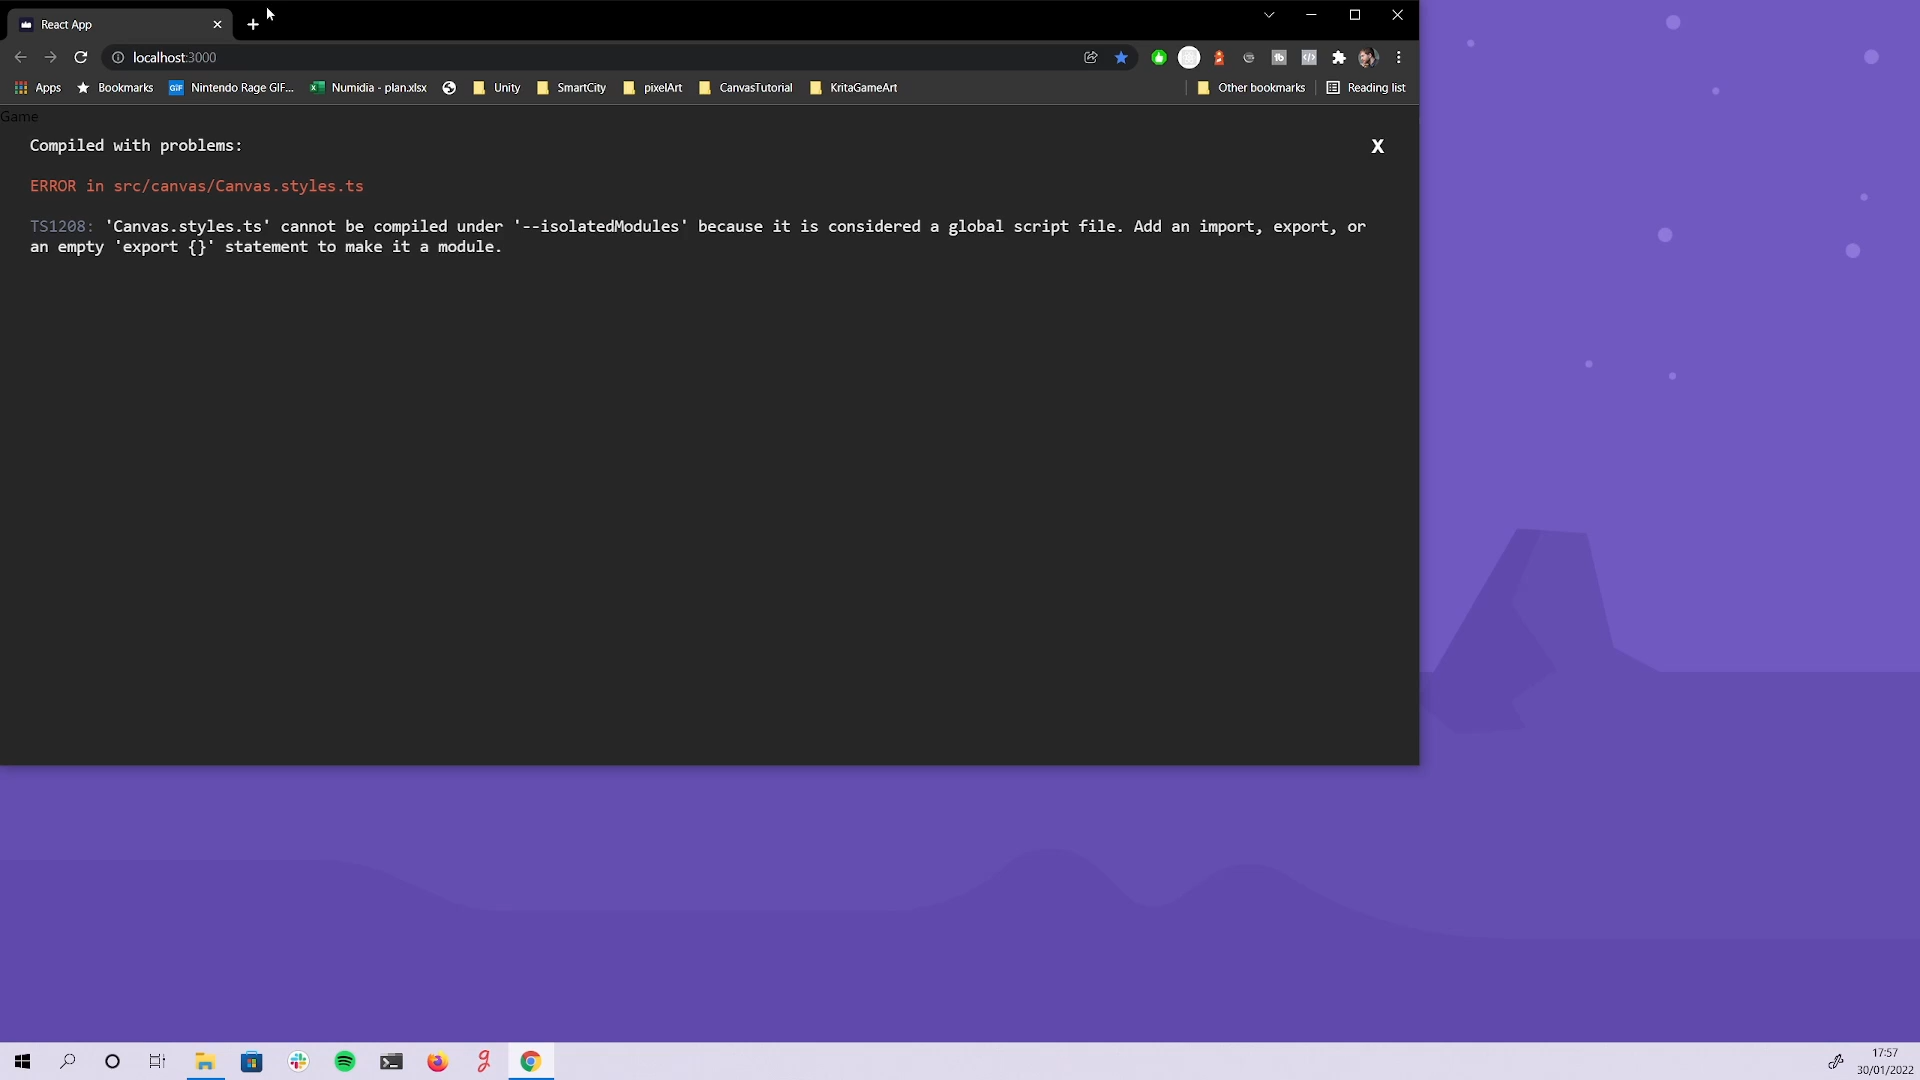 React App
localhost:3000
Apps Bookmarks Nintendo Rage GIF... Numidia - plan.xlsx Unity SmartCity pixelArt CanvasTutorial KritaGameArt Other bookmarks Reading list
Game
Compiled with problems:
X
ERROR in src/canvas/Canvas.styles.ts
TS1208: 'Canvas.styles.ts' cannot be compiled under '--isolatedModules' because it is considered a global script file. Add an import, export, or
an empty 'export {}' statement to make it a module.
17:57
30/01/2022